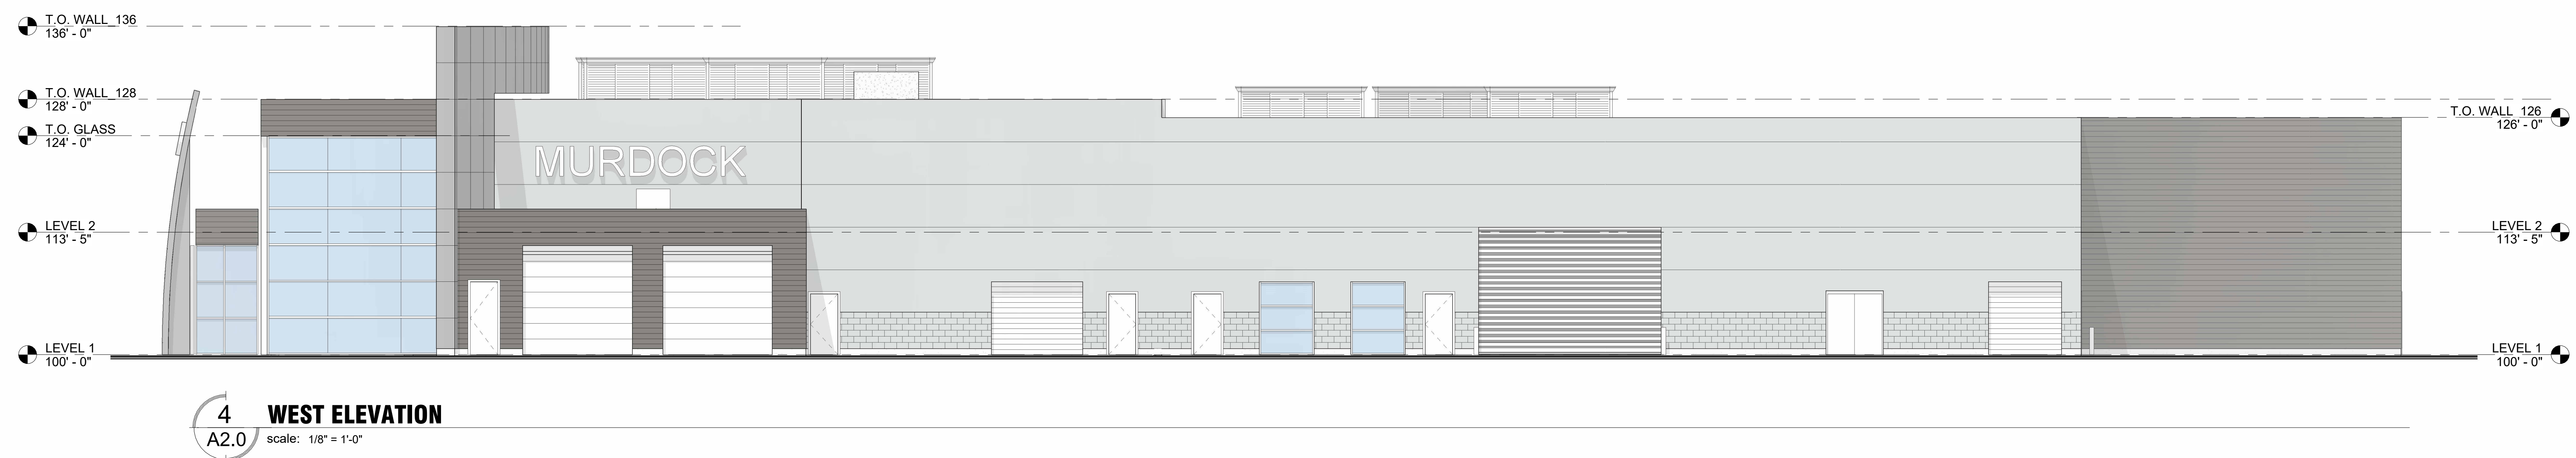 T.O. WALL_136
136' - 0"
T.O. WALL_128
128' - 0"
T.O. GLASS
124' - 0"
LEVEL 2
113' - 5"
LEVEL 1
100' - 0"
MURDOCK
T.O. WALL_126
126' - 0"
LEVEL 2
113' - 5"
LEVEL 1
100' - 0"
4
A2.0
WEST ELEVATION
scale: 1/8" = 1'-0"